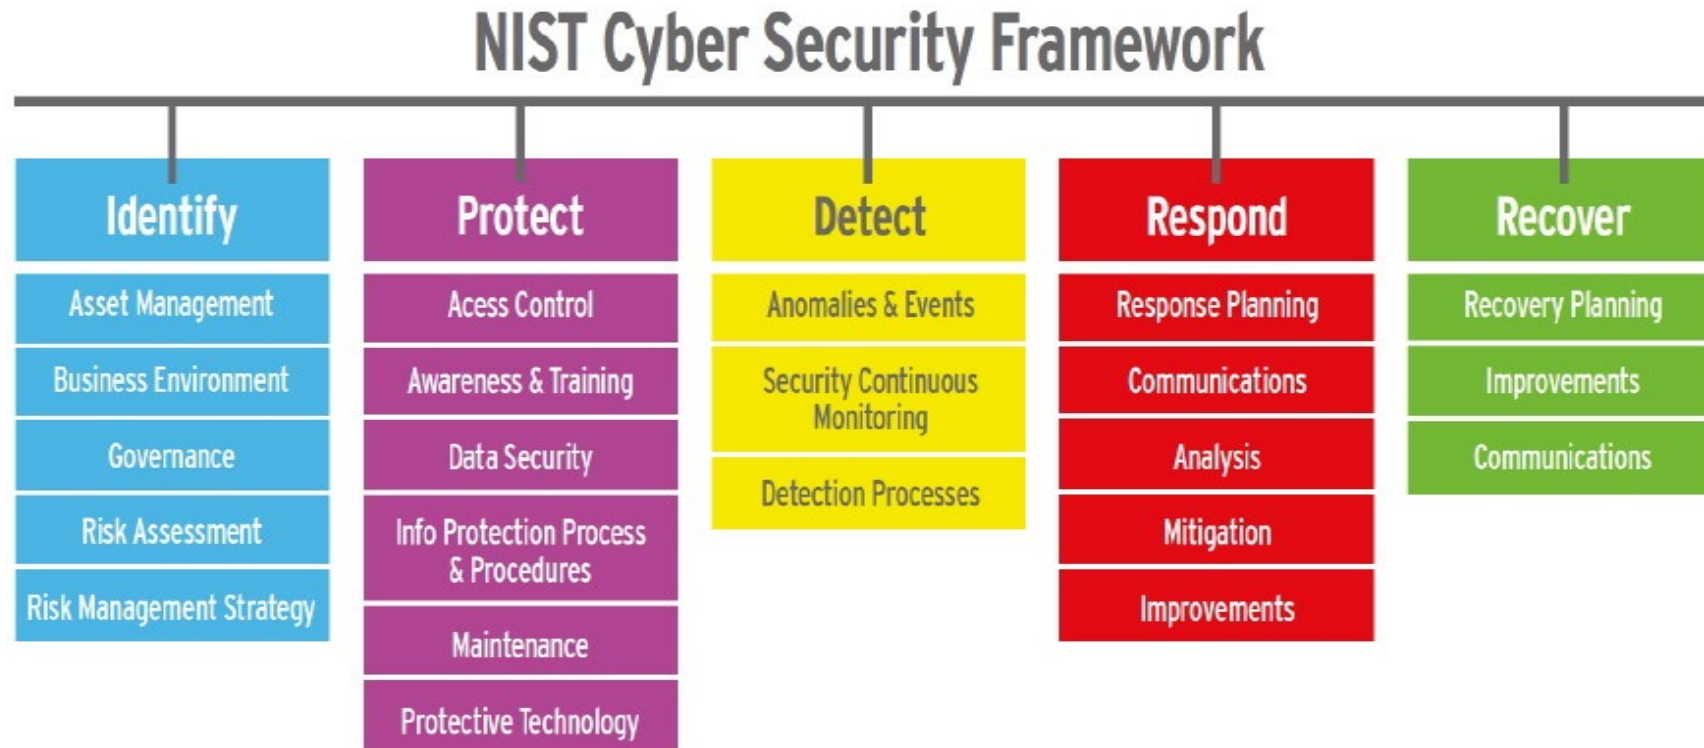 NIST Cyber Security Framework
Identify
Asset Management
Business Environment
Governance
Risk Assessment
Risk Management Strategy
Protect
Acess Control
Awareness & Training
Data Security
Info Protection Process
& Procedures
Maintenance
Protective Technology
Detect
Anomalies & Events
Security Continuous
Monitoring
Detection Processes
Respond
Response Planning
Communications
Analysis
Mitigation
Improvements
Recover
Recovery Planning
Improvements
Communications